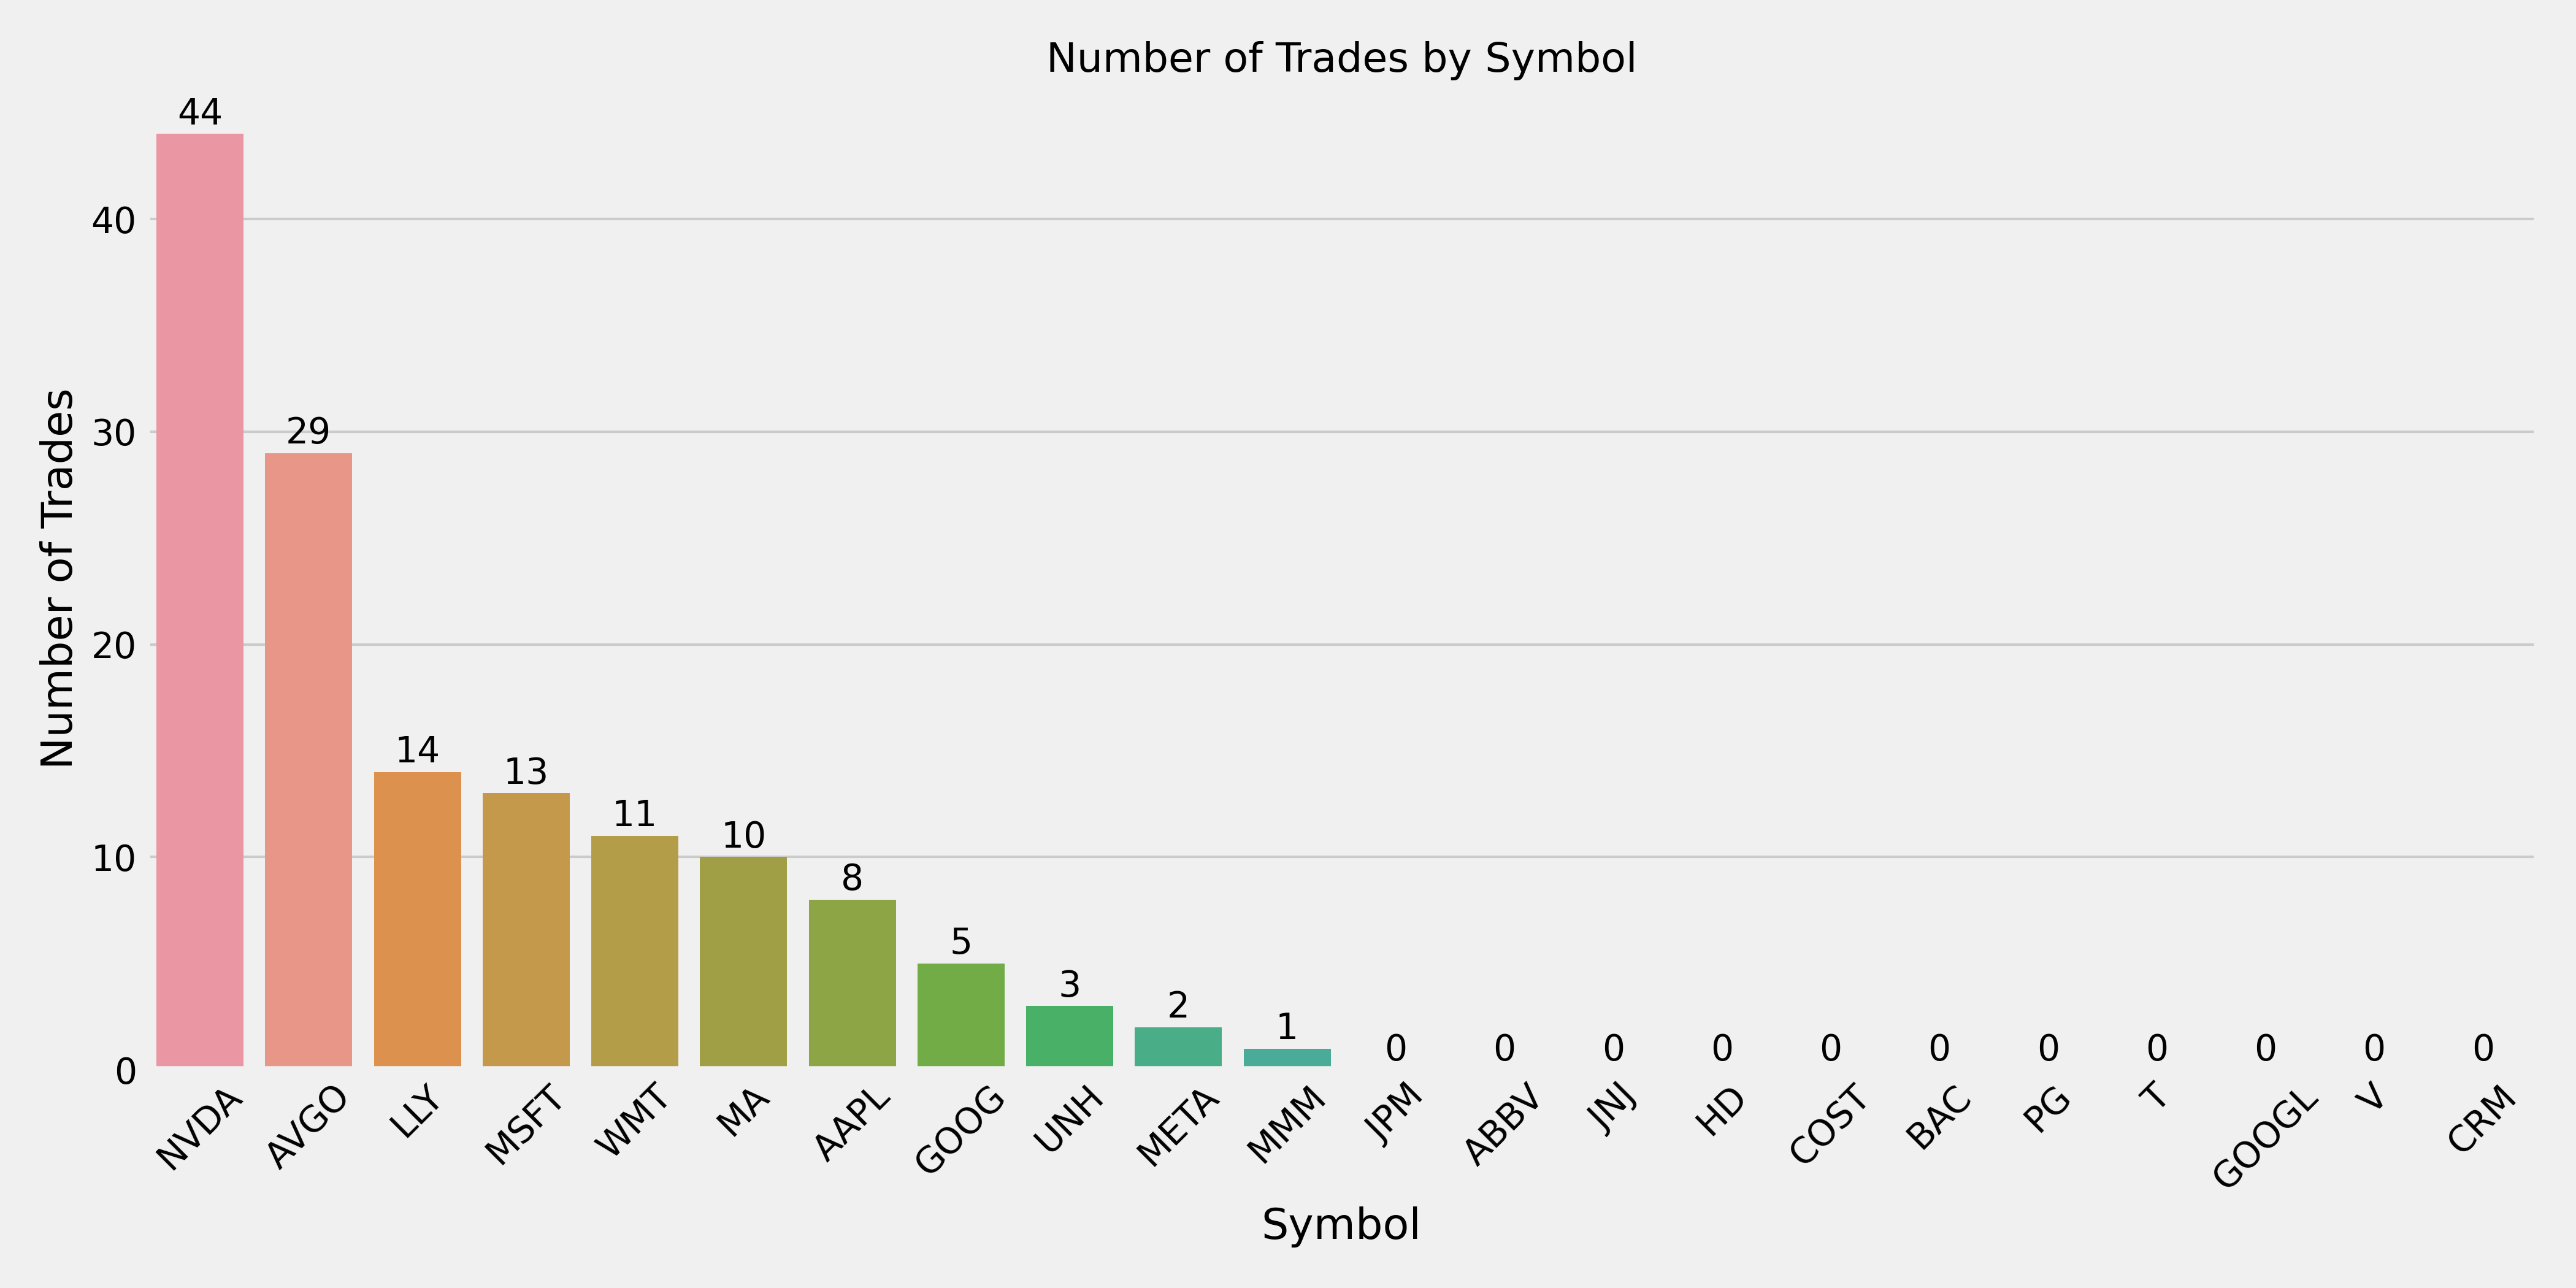 Number of Trades by Symbol
Number of Trades
40
30
20
10
0
44
29
14
13
11
10
8
5
3
2
1
0
0
0
0
0
0
0
0
0
0
0
NVDA
AVGO
LLY
MSFT
WMT
MA
AAPL
GOOG
UNH
META
MMM
JPM
ABBV
JNJ
HD
COST
BAC
PG
T
GOOGL
V
CRM
Symbol